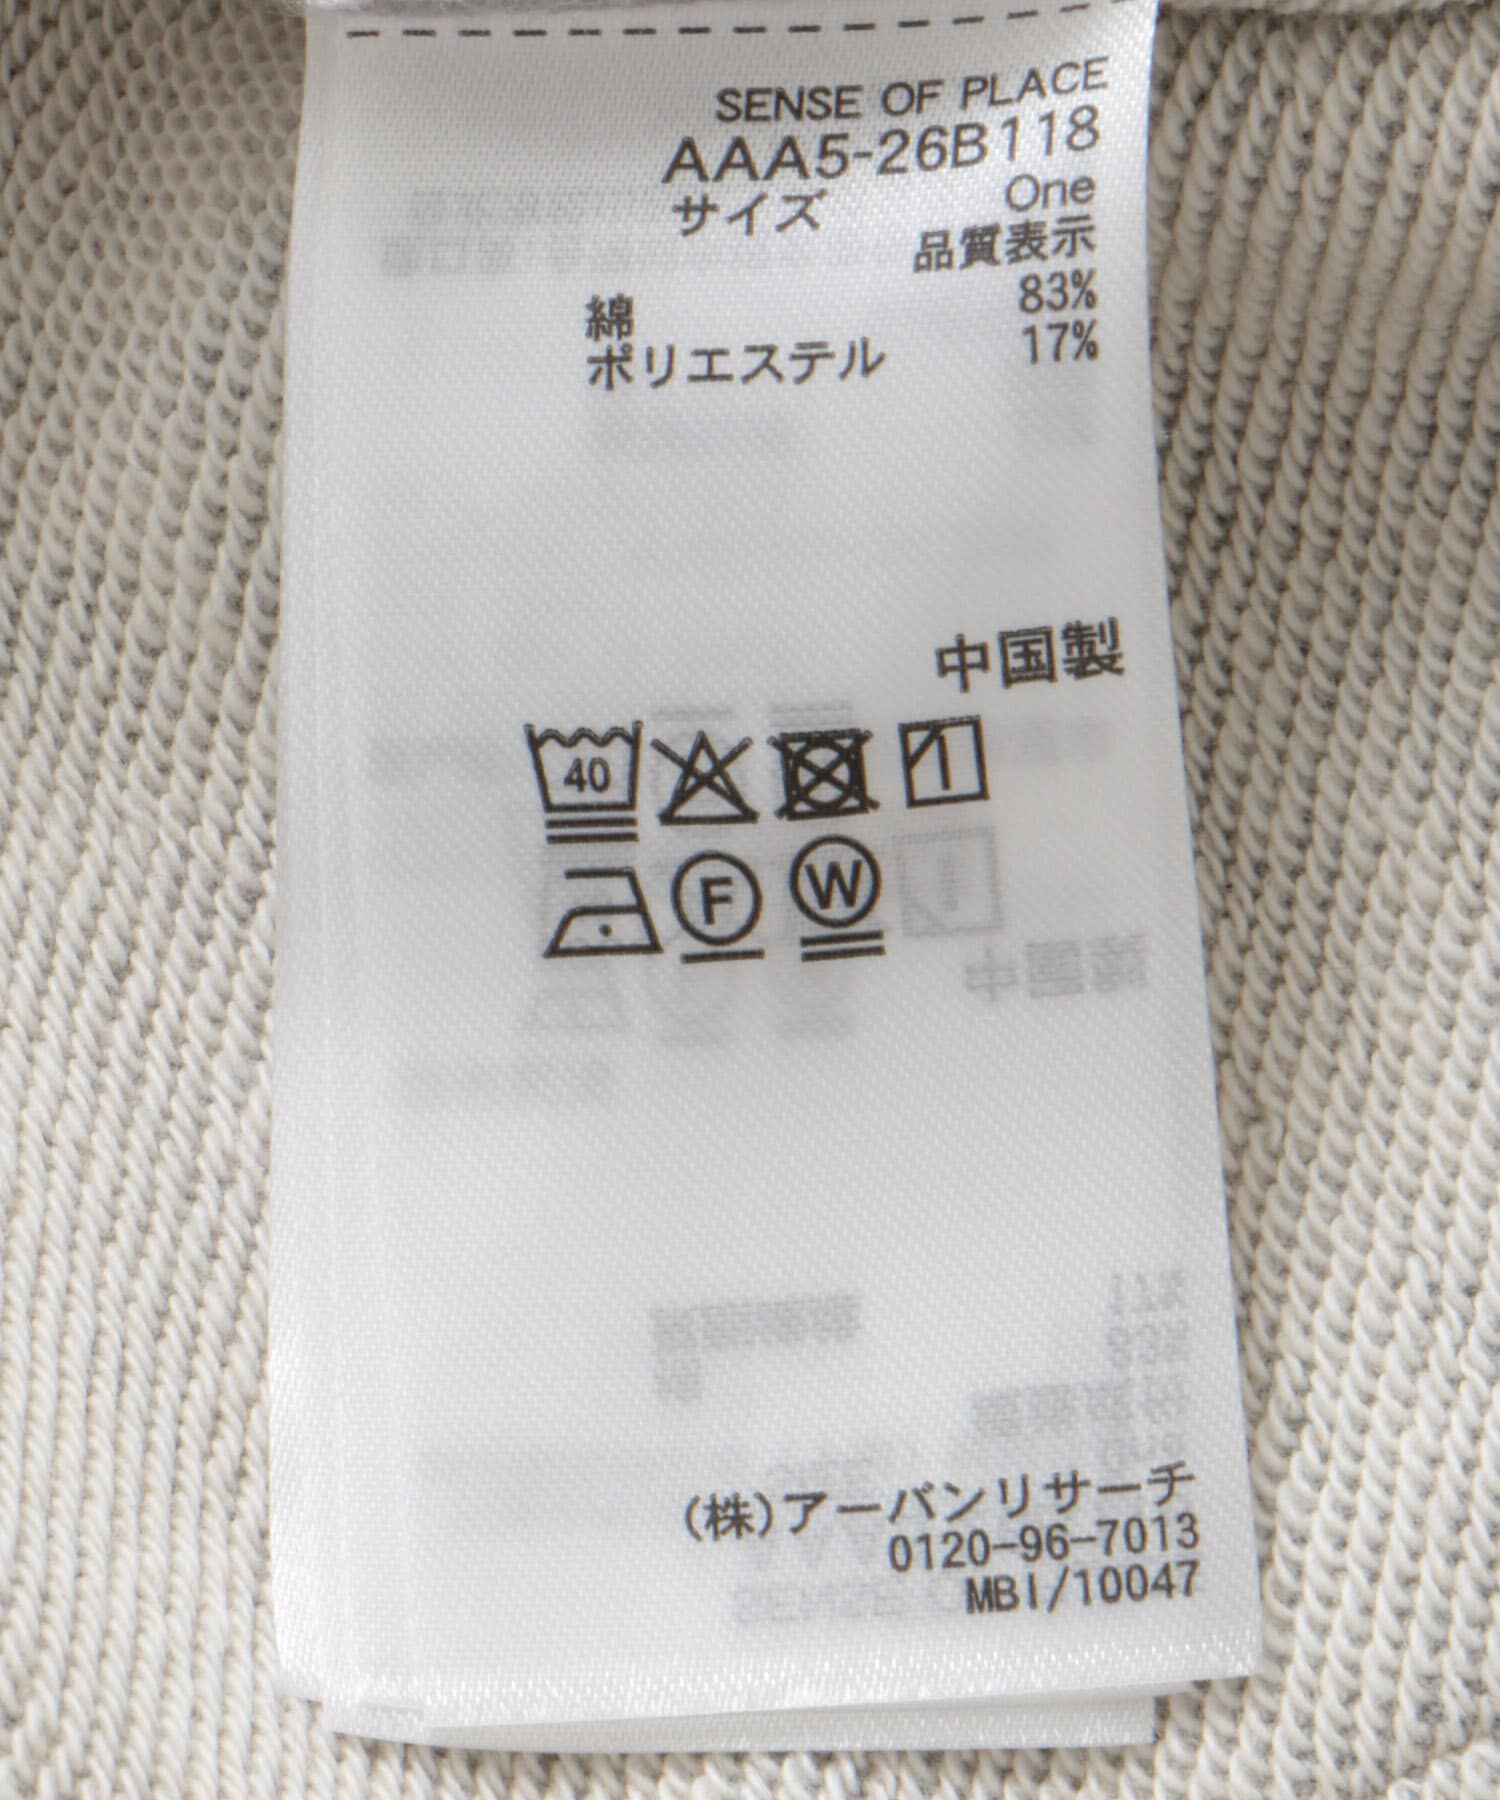 SENSE OF PLACE
AAA5-26B118
サイズ One
品質表示
綿 83%
ポリエステル 17%
中国製
40
F W
(株)アーバンリサーチ
0120-96-7013
MBI/10047